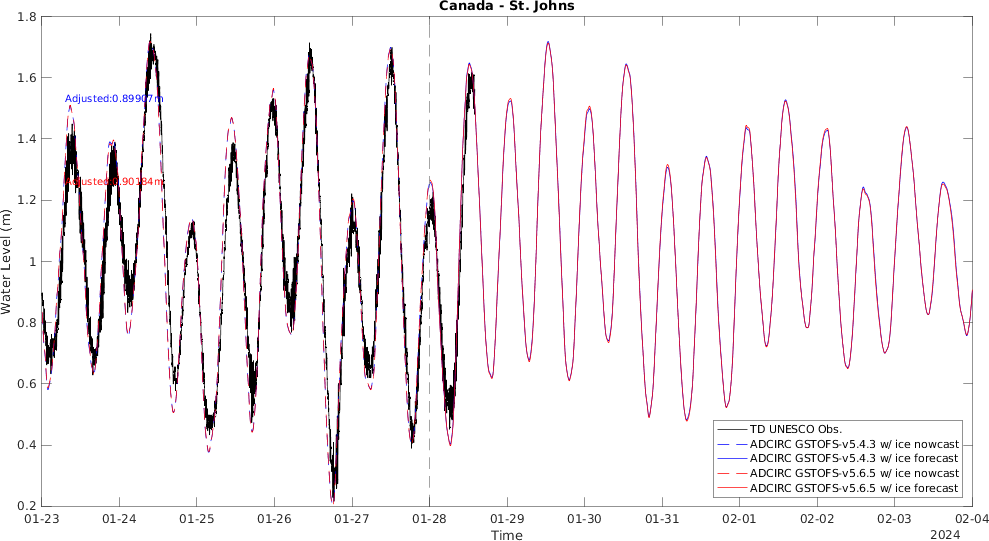 Canada - St. Johns
1.8
1.6
1.4
1.2
1
0.8
0.6
0.4
0.2
Water Level (m)
Adjusted:0.89907m
Adjusted:0.90184m
TD UNESCO Obs.
ADCIRC GSTOFS-v5.4.3 w/ ice nowcast
ADCIRC GSTOFS-v5.4.3 w/ ice forecast
ADCIRC GSTOFS-v5.6.5 w/ ice nowcast
ADCIRC GSTOFS-v5.6.5 w/ ice forecast
01-23 01-24 01-25 01-26 01-27 01-28 01-29 01-30 01-31 02-01 02-02 02-03 02-04
Time
2024